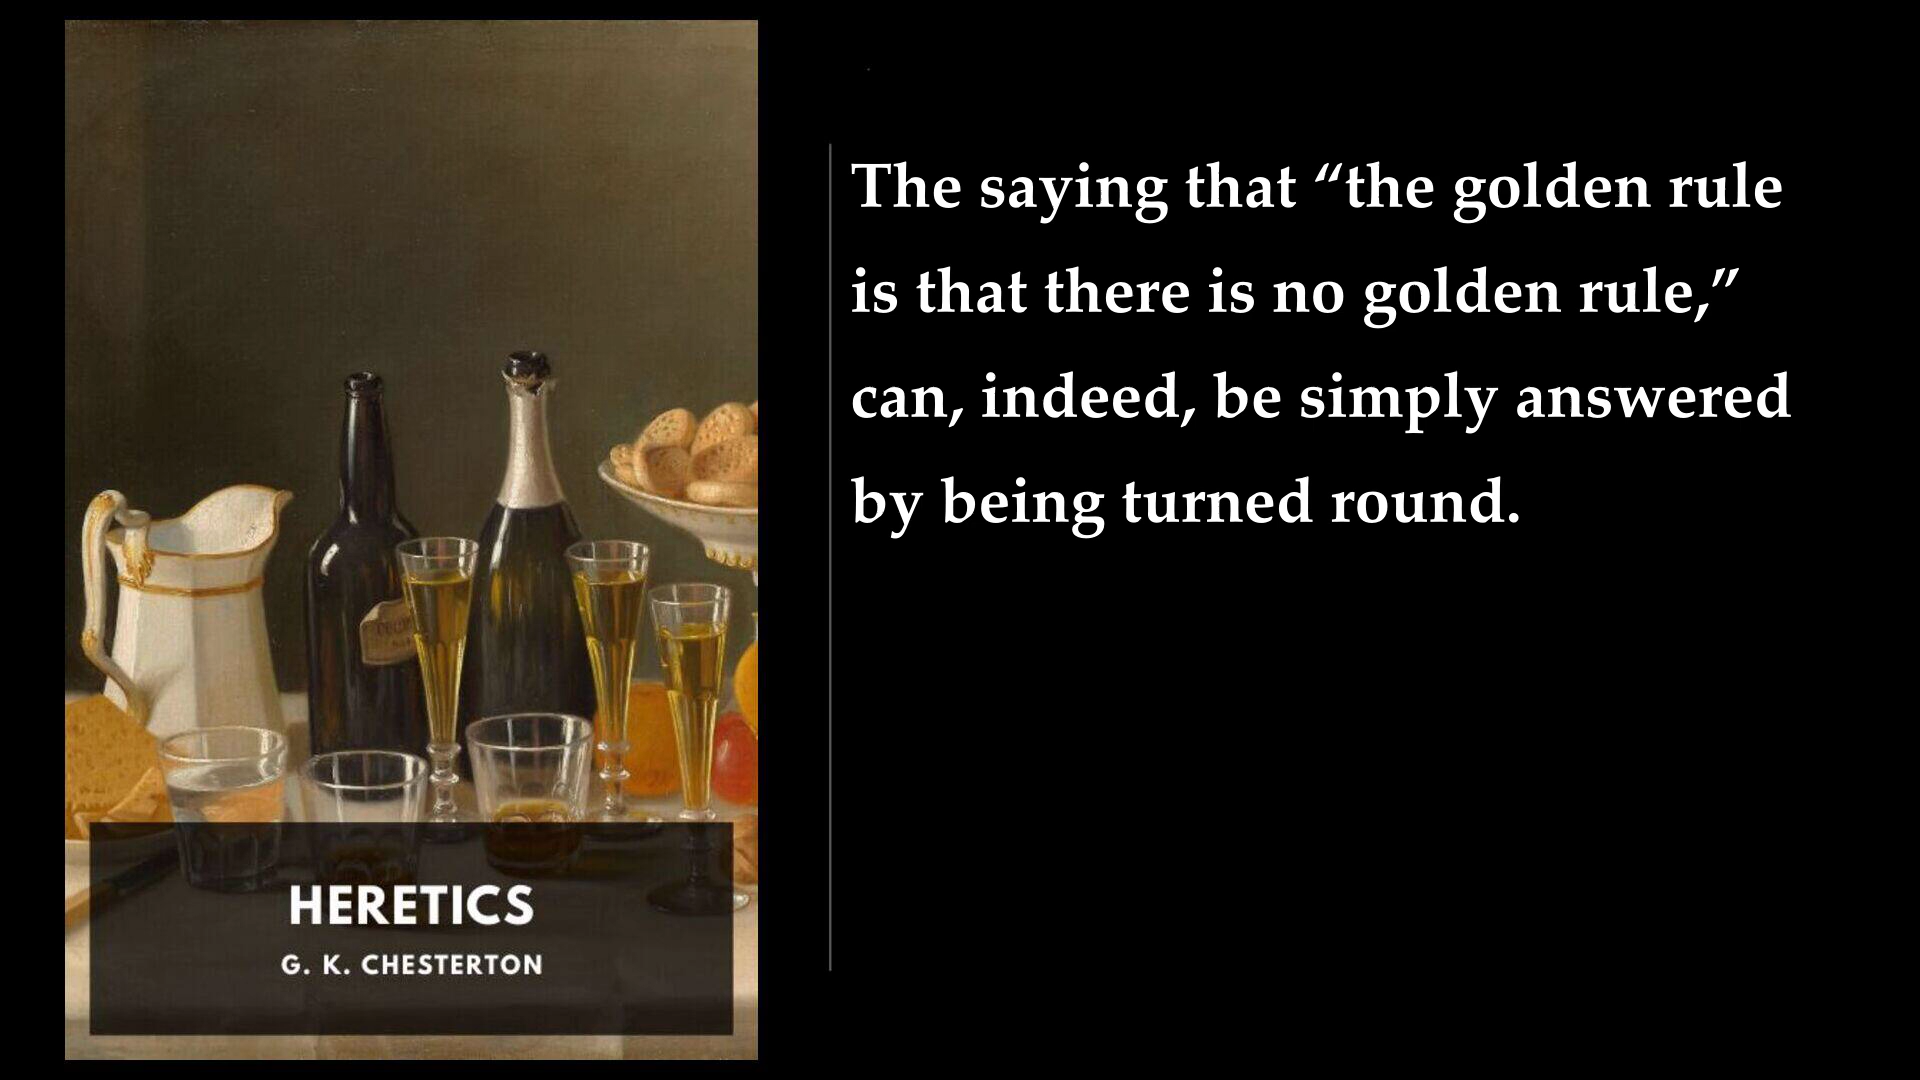 The saying that “the golden rule
is that there is no golden rule,”
can, indeed, be simply answered
by being turned round.
HERETICS
G. K. CHESTERTON